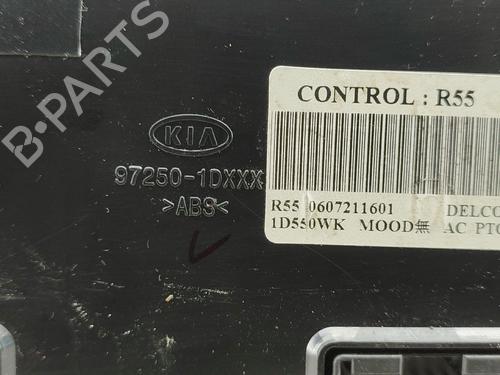 KIA
97250-1DXXX
>ABS<
CONTROL : R55
R55 0607211601 DELCO
1D550WK MOOD無 AC PTC
B-PARTS